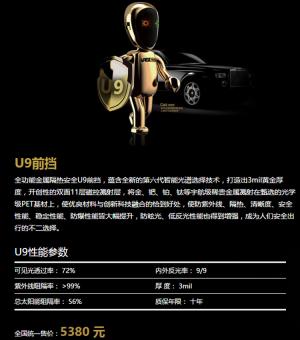 U9
U9前挡
全功能金属隔热安全U9前挡，蕴含全新的第六代智能光谱选择技术，打造出3mil黄金厚
度，开创性的双面11层磁控溅射层，将金、钯、铂、钛等宇航级稀贵金属溅射在甄选的光学
级PET基材上，使优良材料与创新科技融合的恰到好处，使防紫外线、隔热、清晰度、安全
性能、稳定性能、防爆性能皆大幅提升，防眩光、低反光性能也得到增强，成为人们安全出
行的不二选择。
U9性能参数
可见光透过率： 72%
内外反光率： 9/9
紫外线阻隔率： >99%
厚 度： 3mil
总太阳能阻隔率： 56%
质保年限： 十年
全国统一售价： 5380 元